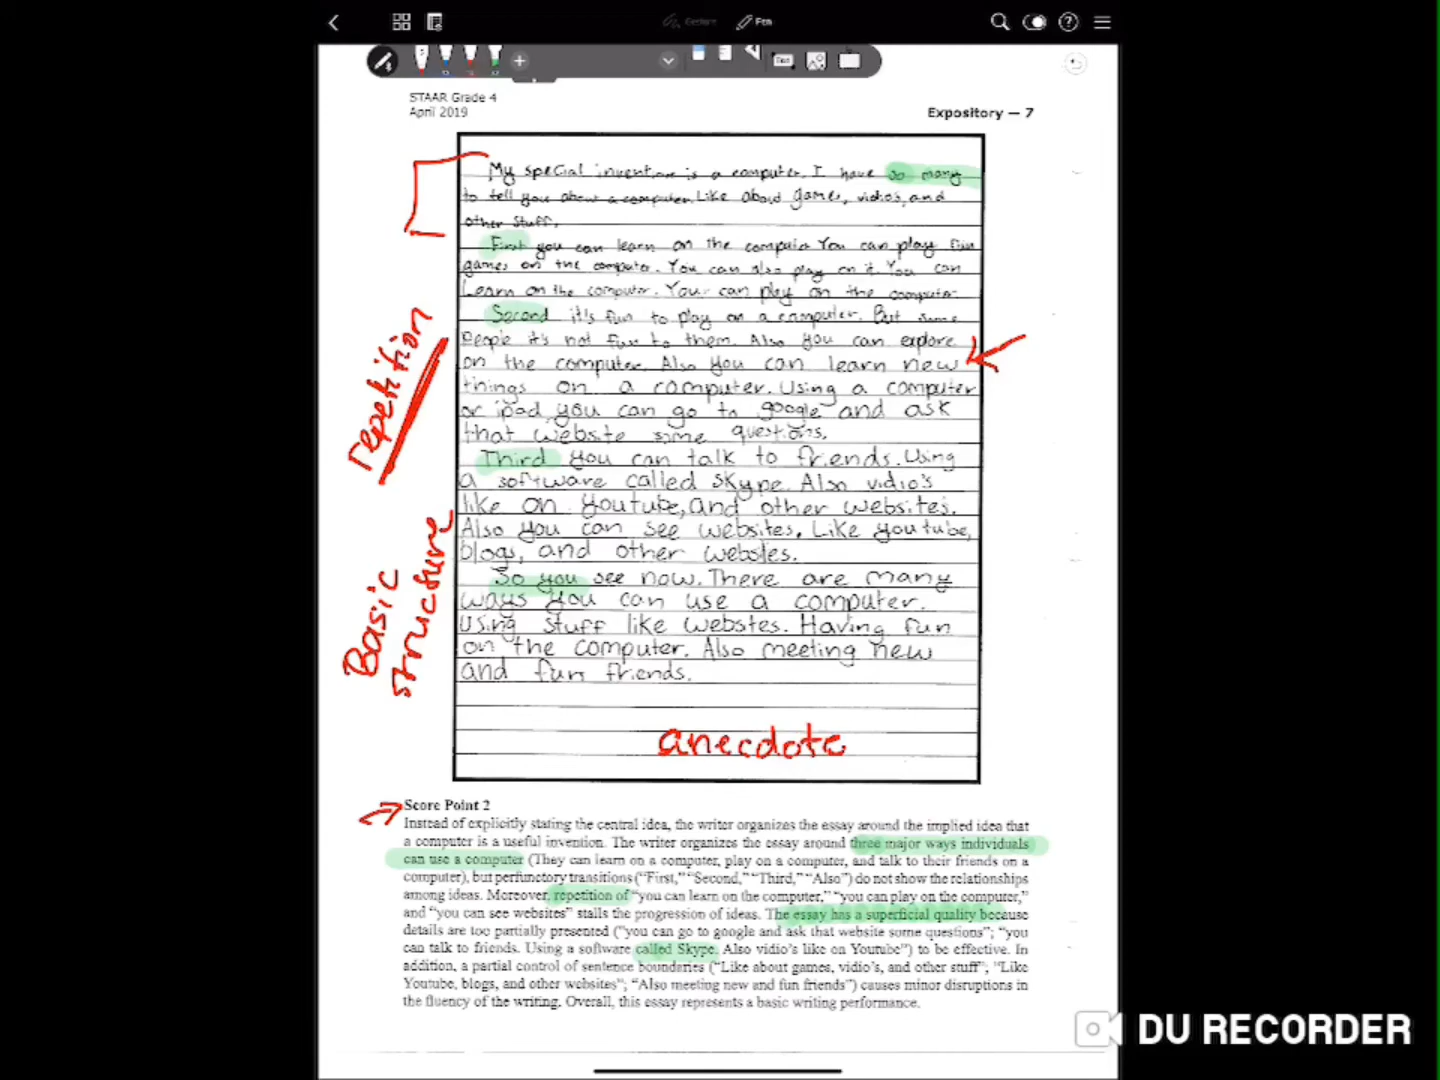 Gesture Pen
Text
STAAR Grade 4
April 2019
Expository — 7
My special invention is a computer. I have so many
to tell you about a computer. Like about games, vidio's, and
other stuff.
First you can learn on the You can play fun
games on the computer. You can also play on it. You can
Learn on the computer. You can play on the computer.
Second it's fun to play on a computer. But some
People it's not fun to them. Also you can explore
on the computer. Also you can learn new
things on a computer. Using a computer
or ipad you can go to google and ask
that website some questions.
Third you can talk to friends. Using
a software called skype. Also vidio's
like on Youtube, and other websites.
Also you can see websites. Like youtube,
blogs, and other websies.
So you see now. There are many
ways you can use a computer.
Using stuff like webstes. Having fun
on the computer. Also meeting new
and fun friends.
repetition
Basic
structure
anecdote
Score Point 2
Instead of explicitly stating the central idea, the writer organizes the essay around the implied idea that
a computer is a useful invention. The writer organizes the essay around three major ways individuals
can use a computer (They can learn on a computer, play on a computer, and talk to their friends on a
computer), but perfunctory transitions ("First," "Second," "Third," "Also") do not show the relationships
among ideas. Moreover, repetition of "you can learn on the computer," "you can play on the computer,"
and "you can see websites" stalls the progression of ideas. The essay has a superficial quality because
details are too partially presented ("you can go to google and ask that website some questions"; "you
can talk to friends. Using a software called Skype. Also vidio's like on Youtube") to be effective. In
addition, a partial control of sentence boundaries ("Like about games, vidio's, and other stuff"; "Like
Youtube, blogs, and other websites"; "Also meeting new and fun friends") causes minor disruptions in
the fluency of the writing. Overall, this essay represents a basic writing performance.
DU RECORDER